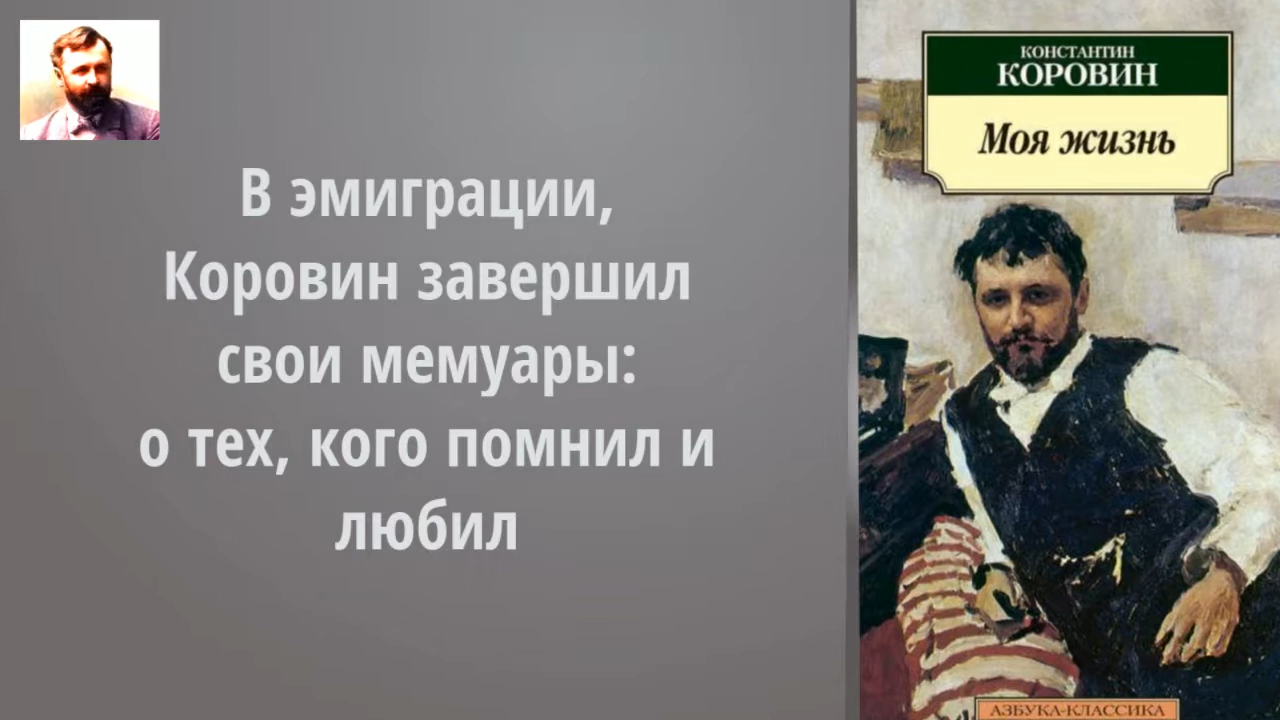 В эмиграции,
Коровин завершил
свои мемуары:
о тех, кого помнил и
любил
КОНСТАНТИН
КОРОВИН
Моя жизнь
АЗБУКА-КЛАССИКА